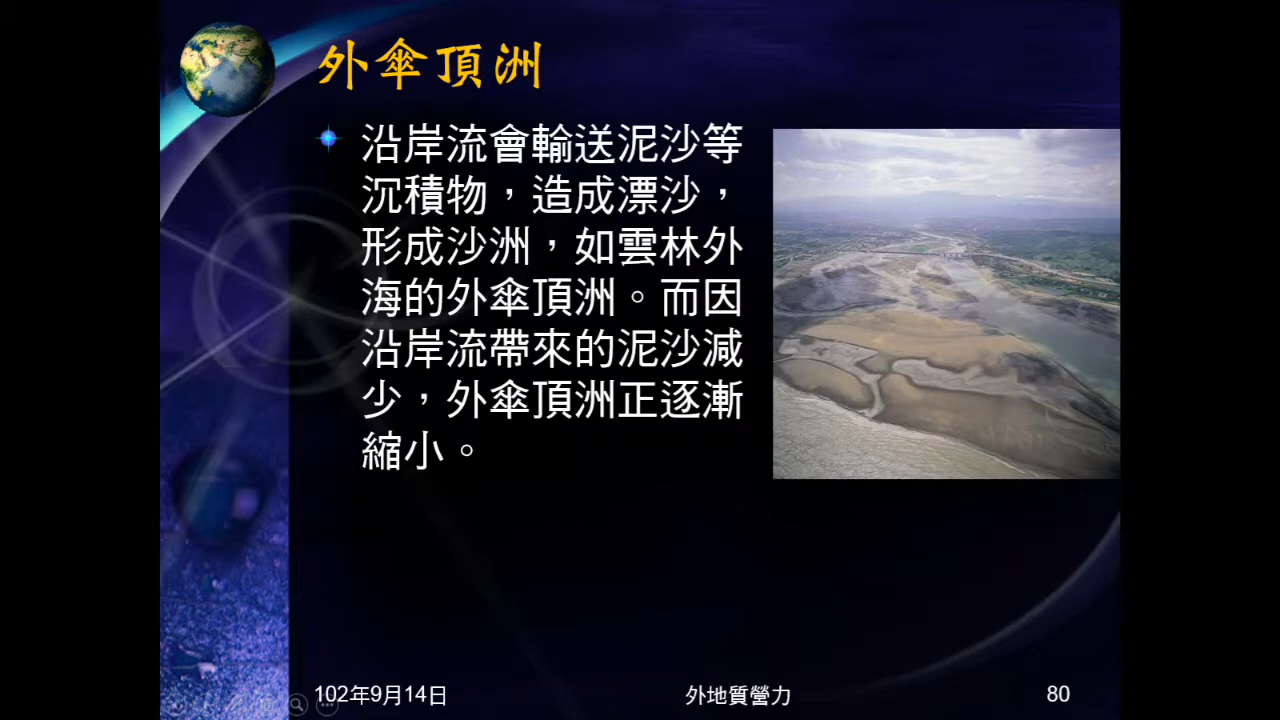 外傘頂洲
沿岸流會輸送泥沙等
沉積物，造成漂沙，
形成沙洲，如雲林外
海的外傘頂洲。而因
沿岸流帶來的泥沙減
少，外傘頂洲正逐漸
縮小。
102年9月14日
外地質營力
80